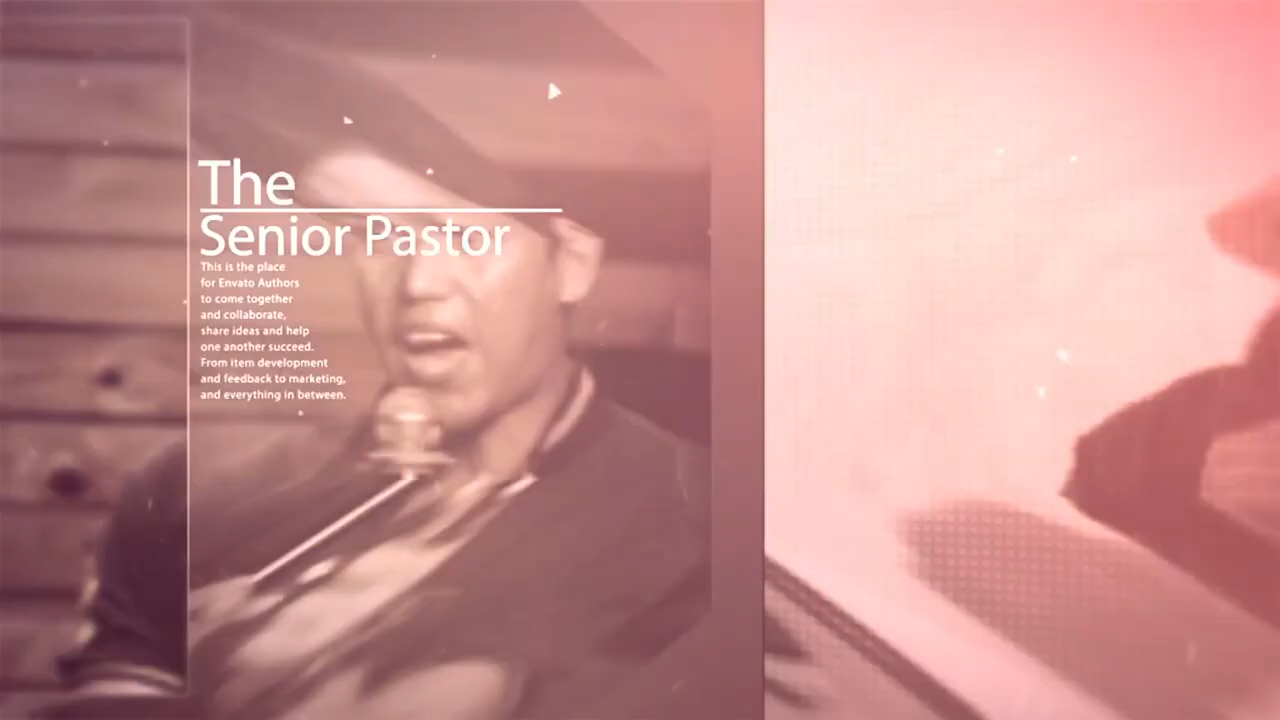 The
Senior Pastor
This is the place
for Envato Authors
to come together
and collaborate,
share ideas and help
one another succeed.
From item development
and feedback to marketing,
and everything in between.